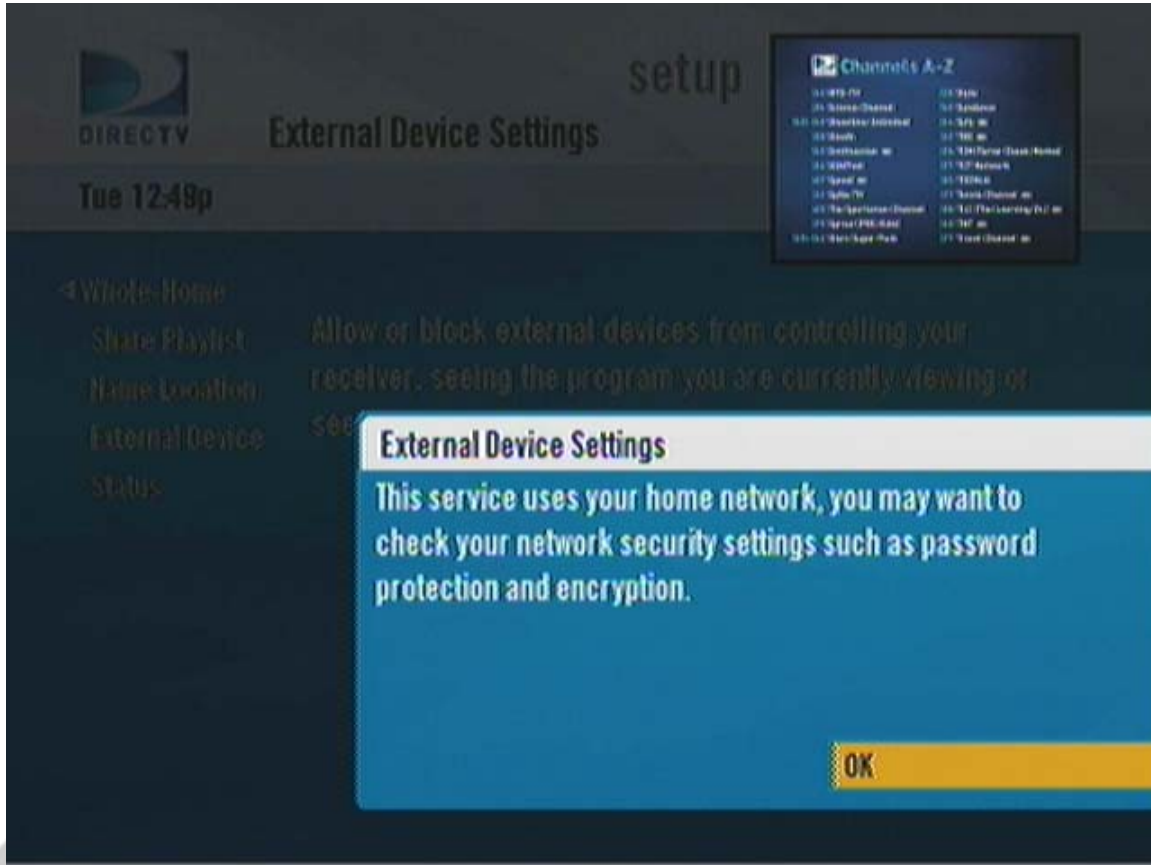 setup
DIRECTV
External Device Settings
Tue 12:49p
Channels A-Z
Whole-Home
Share Playlist
Name Location
External Device
Status
Allow or block external devices from controlling your
receiver, seeing the program you are currently viewing or
see
External Device Settings
This service uses your home network, you may want to
check your network security settings such as password
protection and encryption.
OK